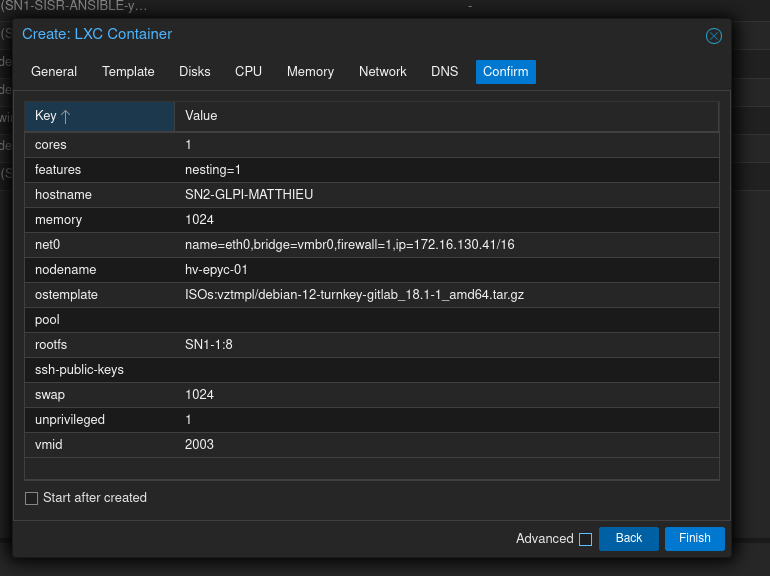 (SN1-SISR-ANSIBLE-y... -
Create: LXC Container
General Template Disks CPU Memory Network DNS Confirm
Key Value
cores 1
features nesting=1
hostname SN2-GLPI-MATTHIEU
memory 1024
net0 name=eth0,bridge=vmbr0,firewall=1,ip=172.16.130.41/16
nodename hv-epyc-01
ostemplate ISOs:vztmpl/debian-12-turnkey-gitlab_18.1-1_amd64.tar.gz
pool
rootfs SN1-1:8
ssh-public-keys
swap 1024
unprivileged 1
vmid 2003
Start after created
Advanced Back Finish